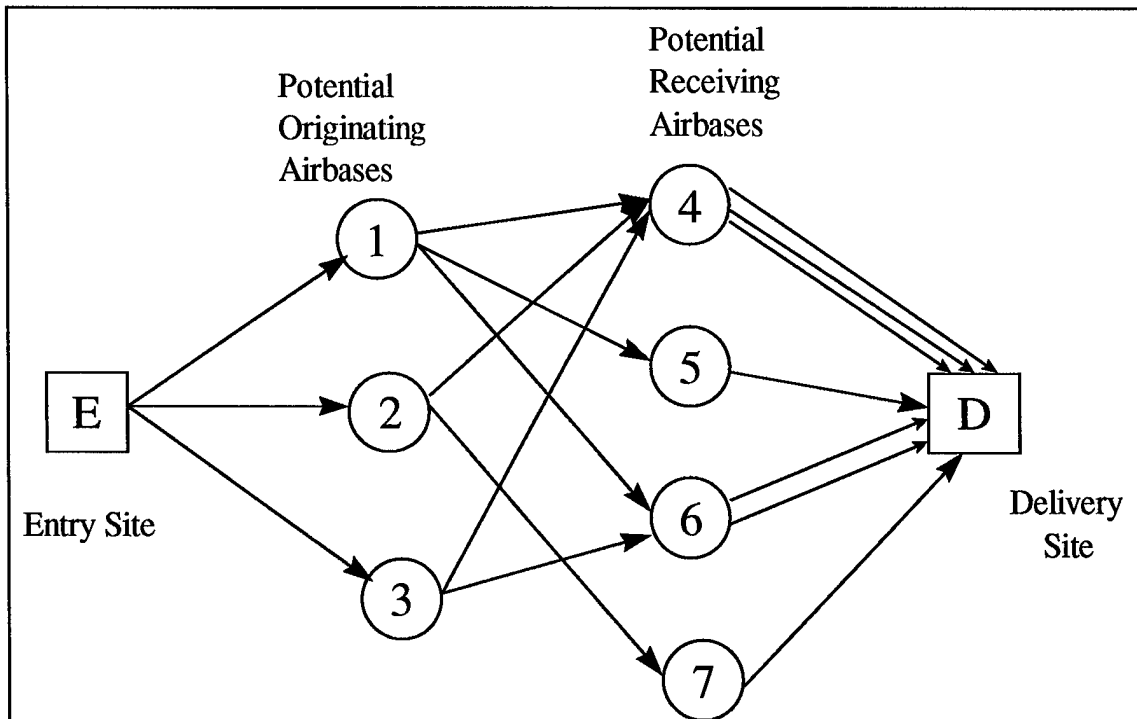 Potential
Originating
Airbases
Potential
Receiving
Airbases
1
4
2
5
E
D
3
6
7
Entry Site
Delivery
Site